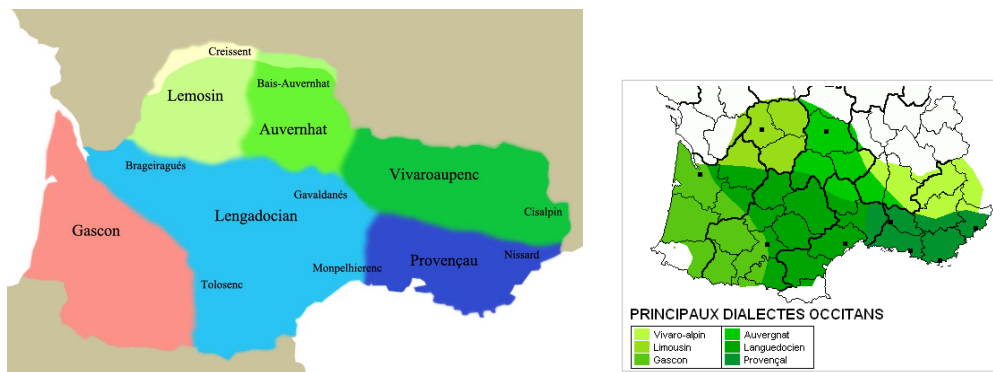 Creissent
Bais-Auvernhat
Lemosin
Auvernhat
Brageiragués
Vivaroaupenc
Gavaldanés
Lengadocian
Cisalpin
Gascon
Provençau
Nissard
Monpelhierenc
Tolosenc
PRINCIPAUX DIALECTES OCCITANS
Vivaro-alpin
Limousin
Gascon
Auvergnat
Languedocien
Provençal